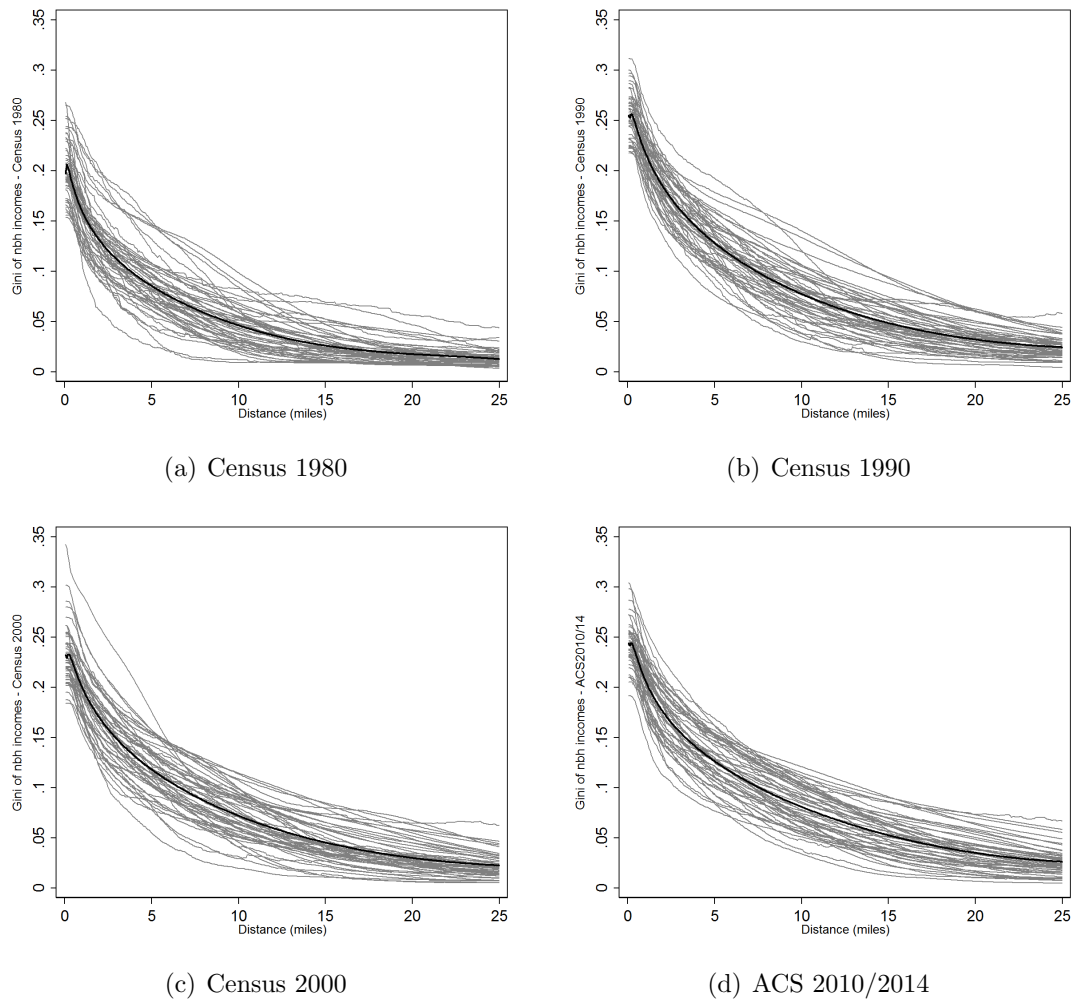 Gini of nbh incomes - Census 1980
0 .05 .1 .15 .2 .25 .3 .35
0 5 10 15 20 25
Distance (miles)
(a) Census 1980
Gini of nbh incomes - Census 1990
0 .05 .1 .15 .2 .25 .3 .35
0 5 10 15 20 25
Distance (miles)
(b) Census 1990
Gini of nbh incomes - Census 2000
0 .05 .1 .15 .2 .25 .3 .35
0 5 10 15 20 25
Distance (miles)
(c) Census 2000
Gini of nbh incomes - ACS2010/14
0 .05 .1 .15 .2 .25 .3 .35
0 5 10 15 20 25
Distance (miles)
(d) ACS 2010/2014